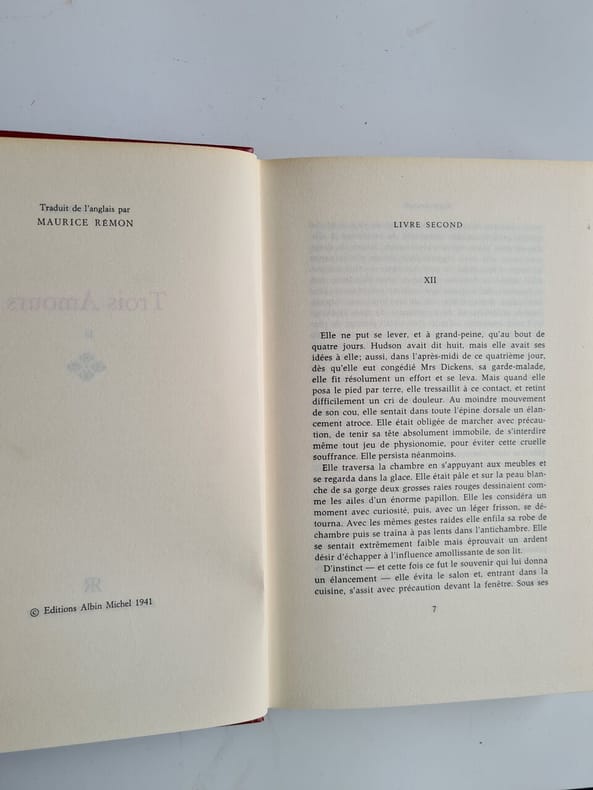 Traduit de l'anglais par
MAURICE RÉMON
Trois Amours
II
© Editions Albin Michel 1941
LIVRE SECOND
XII
Elle ne put se lever, et à grand-peine, qu'au bout de
quatre jours. Hudson avait dit huit, mais elle avait ses
idées à elle; aussi, dans l'après-midi de ce quatrième jour,
dès qu'elle eut congédié Mrs Dickens, sa garde-malade,
elle fit résolument un effort et se leva. Mais quand elle
posa le pied par terre, elle tressaillit à ce contact, et retint
difficilement un cri de douleur. Au moindre mouvement
de son cou, elle sentait dans toute l'épine dorsale un élan-
cement atroce. Elle était obligée de marcher avec précau-
tion, de tenir sa tête absolument immobile, de s'interdire
même tout jeu de physionomie, pour éviter cette cruelle
souffrance. Elle persista néanmoins.
Elle traversa la chambre en s'appuyant aux meubles et
se regarda dans la glace. Elle était pâle et sur la peau blan-
che de sa gorge deux grosses raies rouges dessinaient com-
me les ailes d'un énorme papillon. Elle les considéra un
moment avec curiosité, puis, avec un léger frisson, se dé-
tourna. Avec les mêmes gestes raides elle enfila sa robe de
chambre puis se traîna à pas lents dans l'antichambre. Elle
se sentait extrêmement faible mais éprouvait un ardent
désir d'échapper à l'influence amollissante de son lit.
D'instinct — et cette fois ce fut le souvenir qui lui donna
un élancement — elle évita le salon et, entrant dans la
cuisine, s'assit avec précaution devant la fenêtre. Sous ses
7